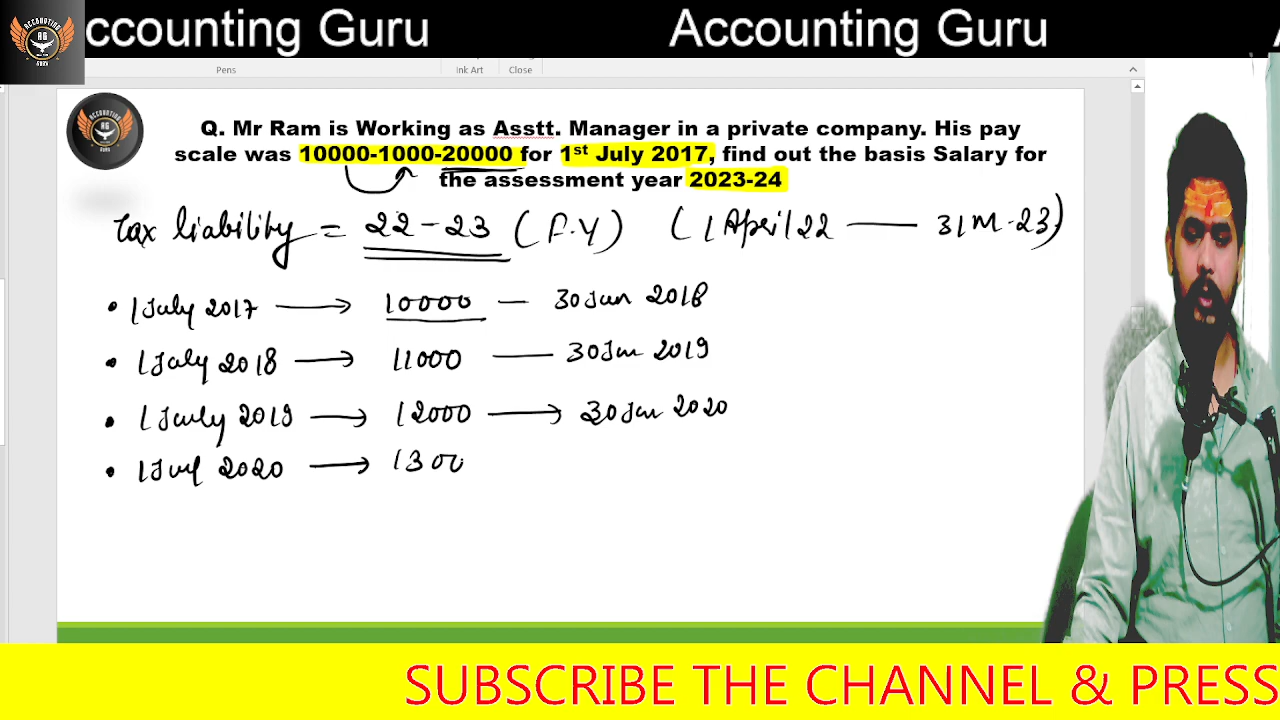 ccounting Guru
Accounting Guru
Pens
Ink Art
Close
Q. Mr Ram is Working as Asstt. Manager in a private company. His pay
scale was 10000-1000-20000 for 1st July 2017, find out the basis Salary for
the assessment year 2023-24
Tax liability = 22-23 (F.Y) (1 April 22 — 31 M. 23)
• 1 July 2017 → 10000 — 30 Jun 2018
• 1 July 2018 → 11000 — 30 Jun 2019
• 1 July 2019 → 12000 → 30 Jun 2020
• 1 Jul 2020 → 1300
SUBSCRIBE THE CHANNEL & PRESS